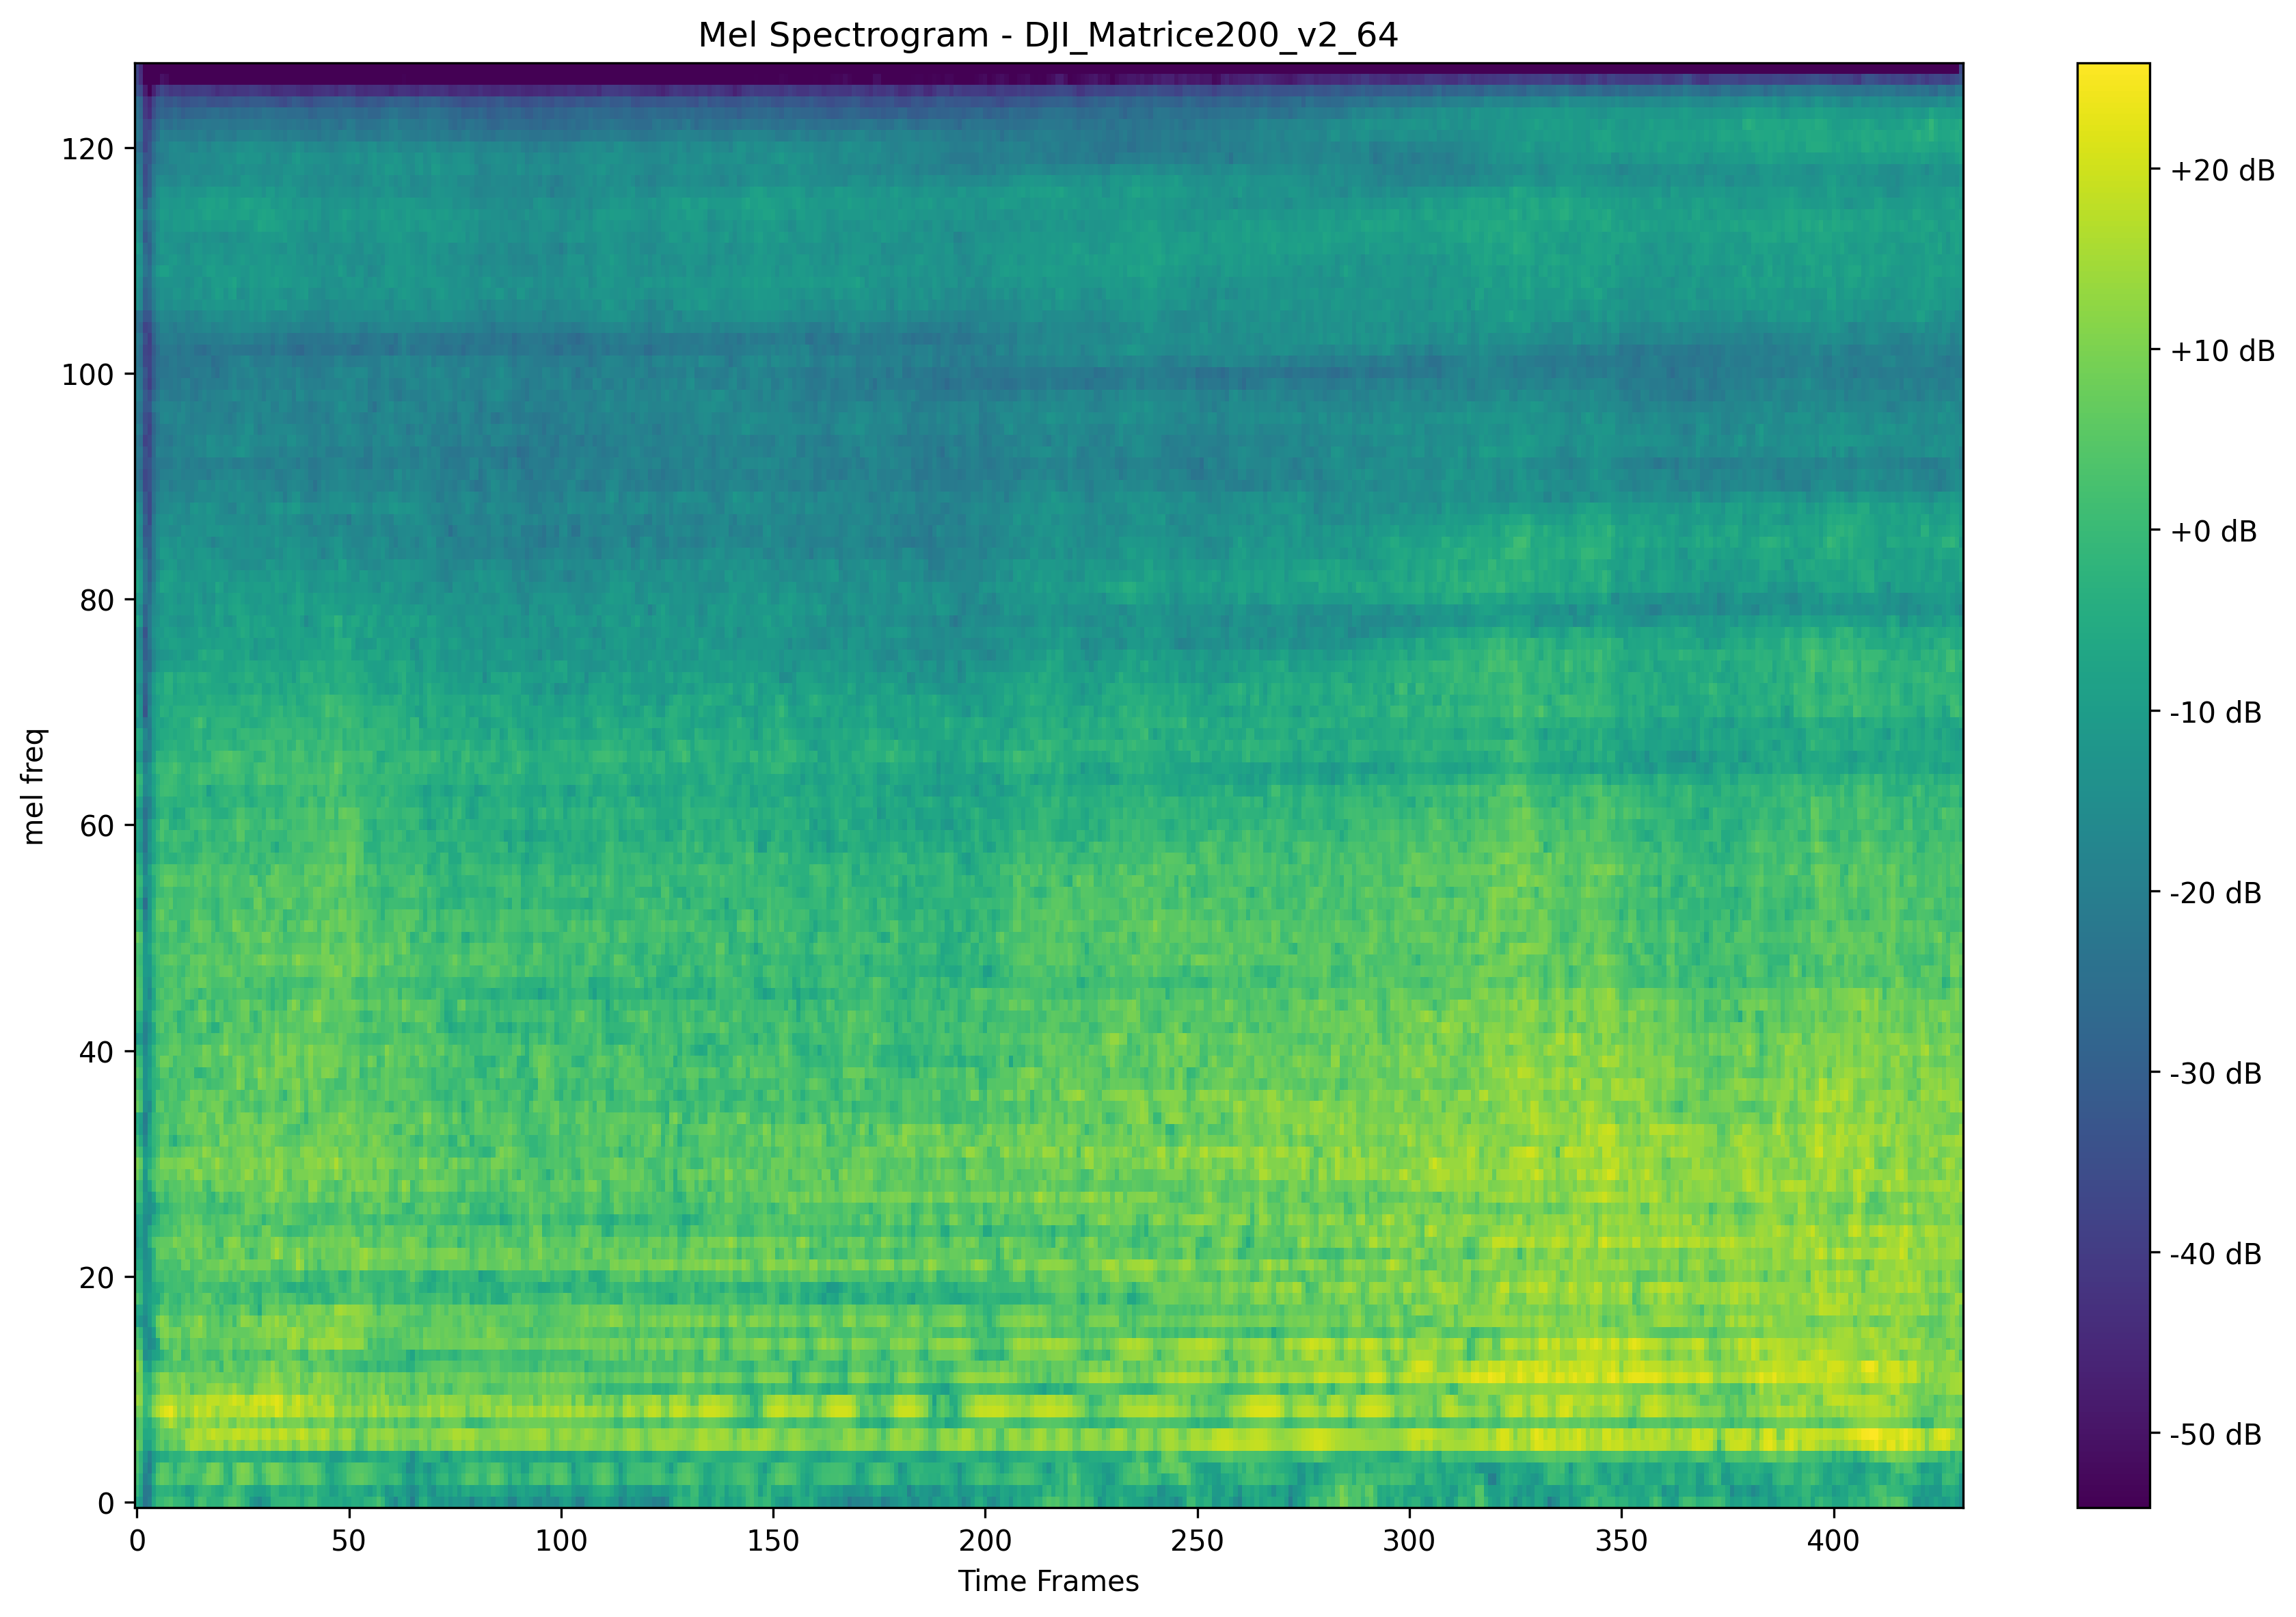 Mel Spectrogram - DJI_Matrice200_v2_64
mel freq
120
100
80
60
40
20
0
0 50 100 150 200 250 300 350 400
Time Frames
+20 dB
+10 dB
+0 dB
-10 dB
-20 dB
-30 dB
-40 dB
-50 dB